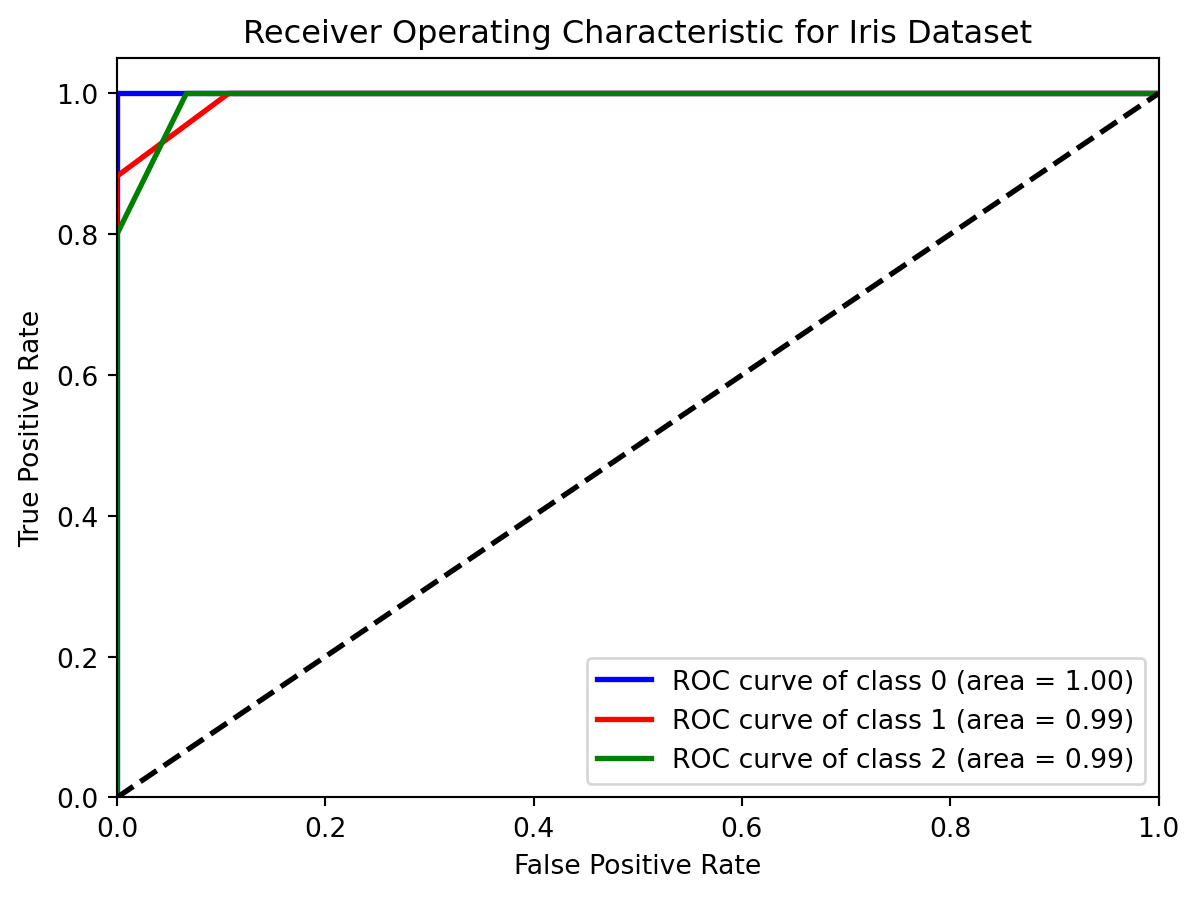 Receiver Operating Characteristic for Iris Dataset
True Positive Rate
1.0
0.8
0.6
0.4
0.2
0.0
ROC curve of class 0 (area = 1.00)
ROC curve of class 1 (area = 0.99)
ROC curve of class 2 (area = 0.99)
0.0 0.2 0.4 0.6 0.8 1.0
False Positive Rate